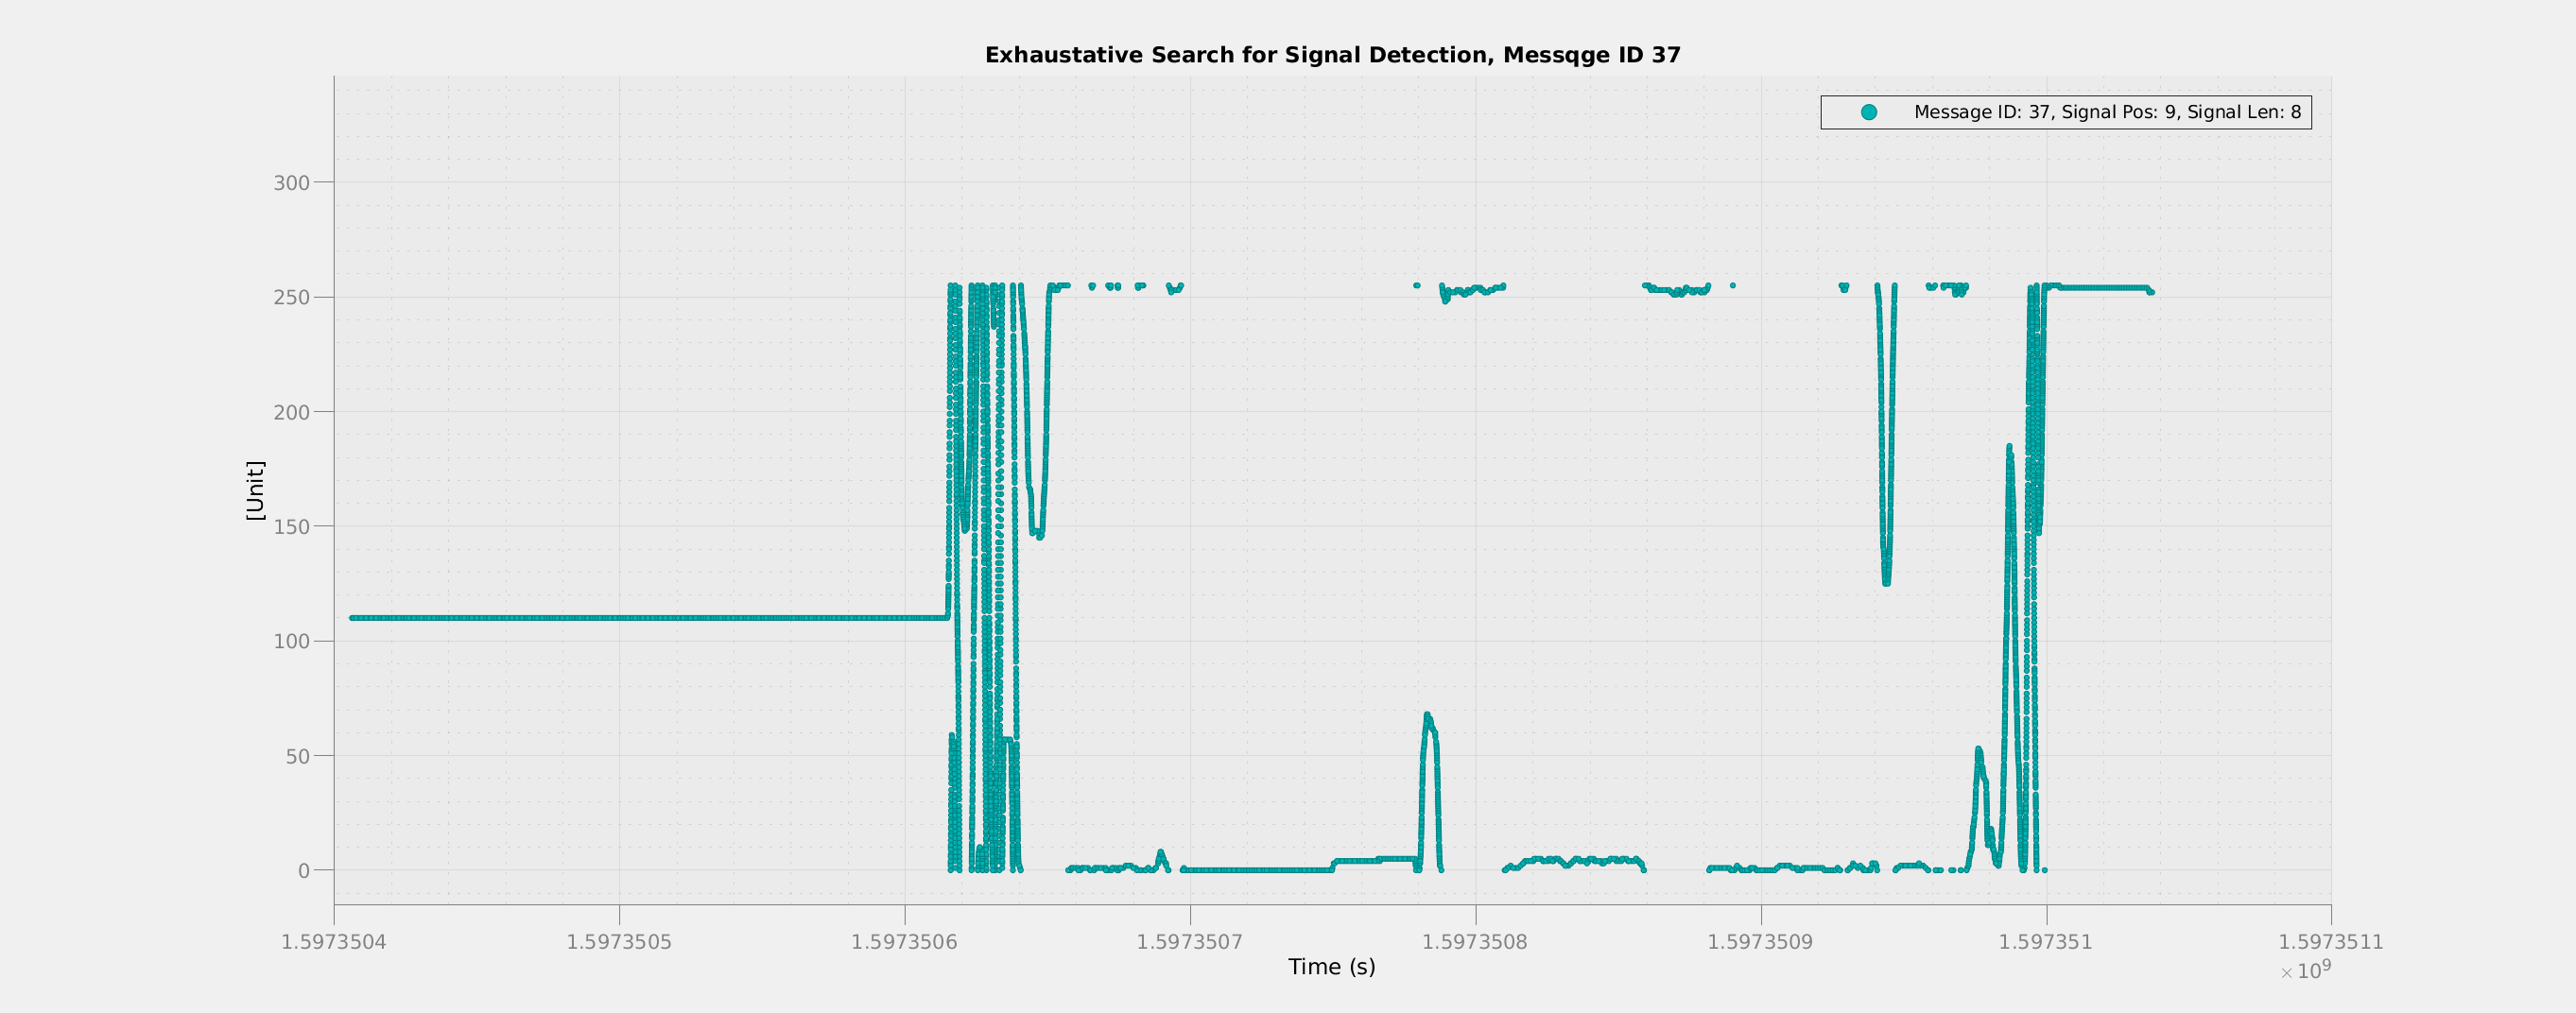 Exhaustative Search for Signal Detection, Messqge ID 37
Message ID: 37, Signal Pos: 9, Signal Len: 8
300
250
200
150
100
50
0
[Unit]
1.5973504 1.5973505 1.5973506 1.5973507 1.5973508 1.5973509 1.597351 1.5973511
Time (s)
× 10⁹